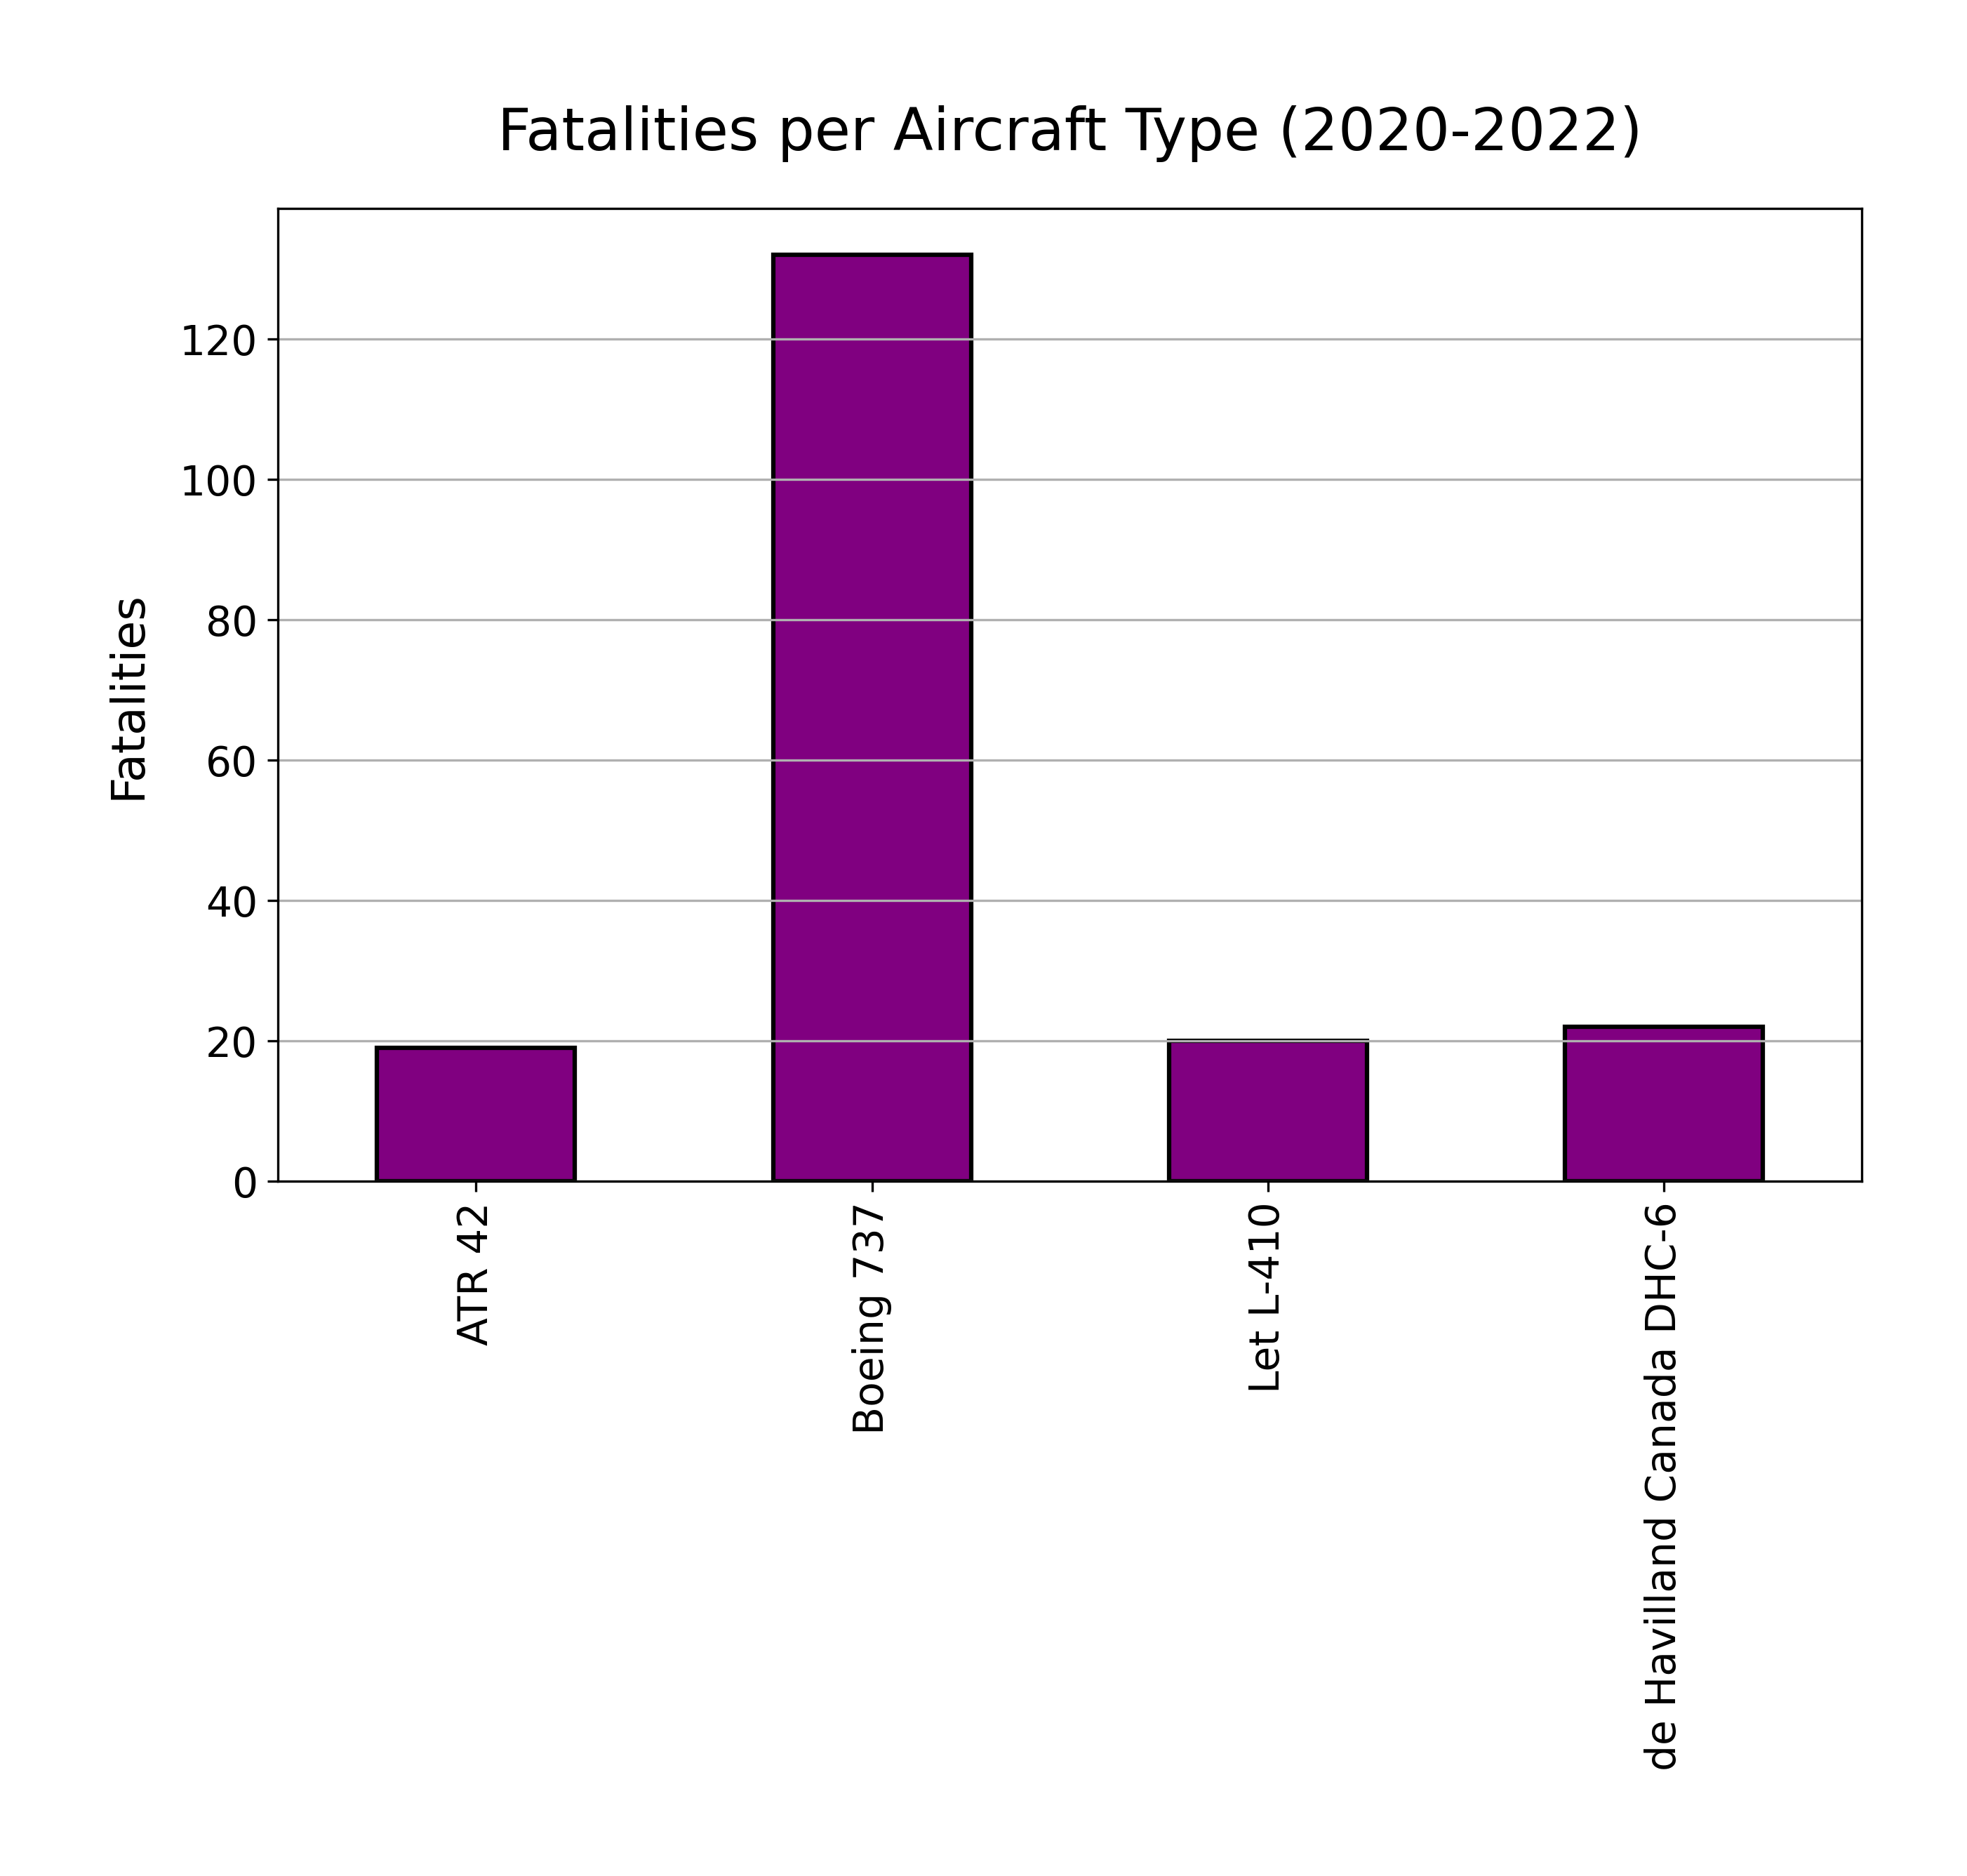 Fatalities per Aircraft Type (2020-2022)
Fatalities
120
100
80
60
40
20
0
ATR 42
Boeing 737
Let L-410
de Havilland Canada DHC-6